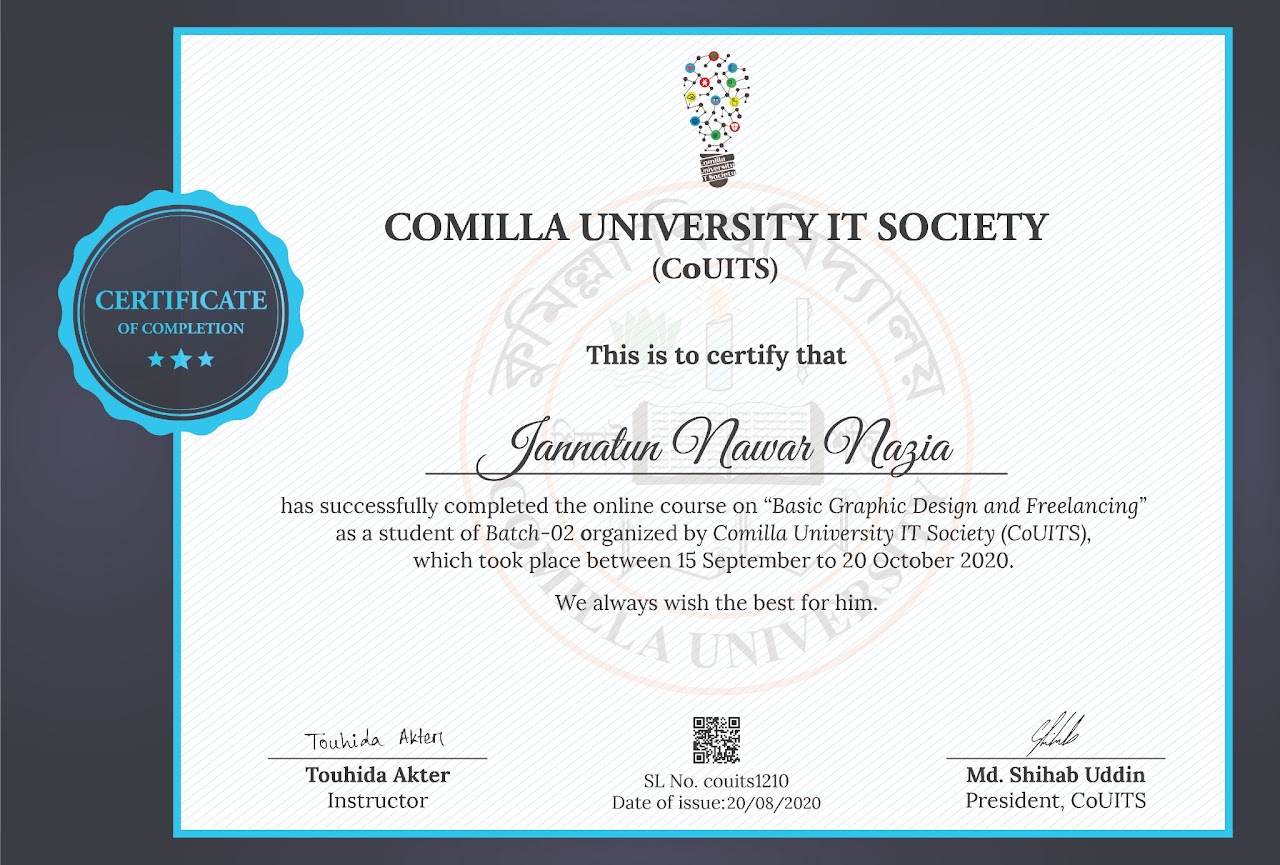 Comilla
University
IT Society
COMILLA UNIVERSITY IT SOCIETY
(CoUITS)
CERTIFICATE
OF COMPLETION
কুমিল্লা বিশ্ববিদ্যালয়
This is to certify that
Jannatun Nawar Nazia
has successfully completed the online course on “Basic Graphic Design and Freelancing”
as a student of Batch-02 organized by Comilla University IT Society (CoUITS),
which took place between 15 September to 20 October 2020.
We always wish the best for him.
COMILLA UNIVERSITY
Touhida Akter
Touhida Akter
Instructor
SL No. couits1210
Date of issue:20/08/2020
Md. Shihab Uddin
President, CoUITS